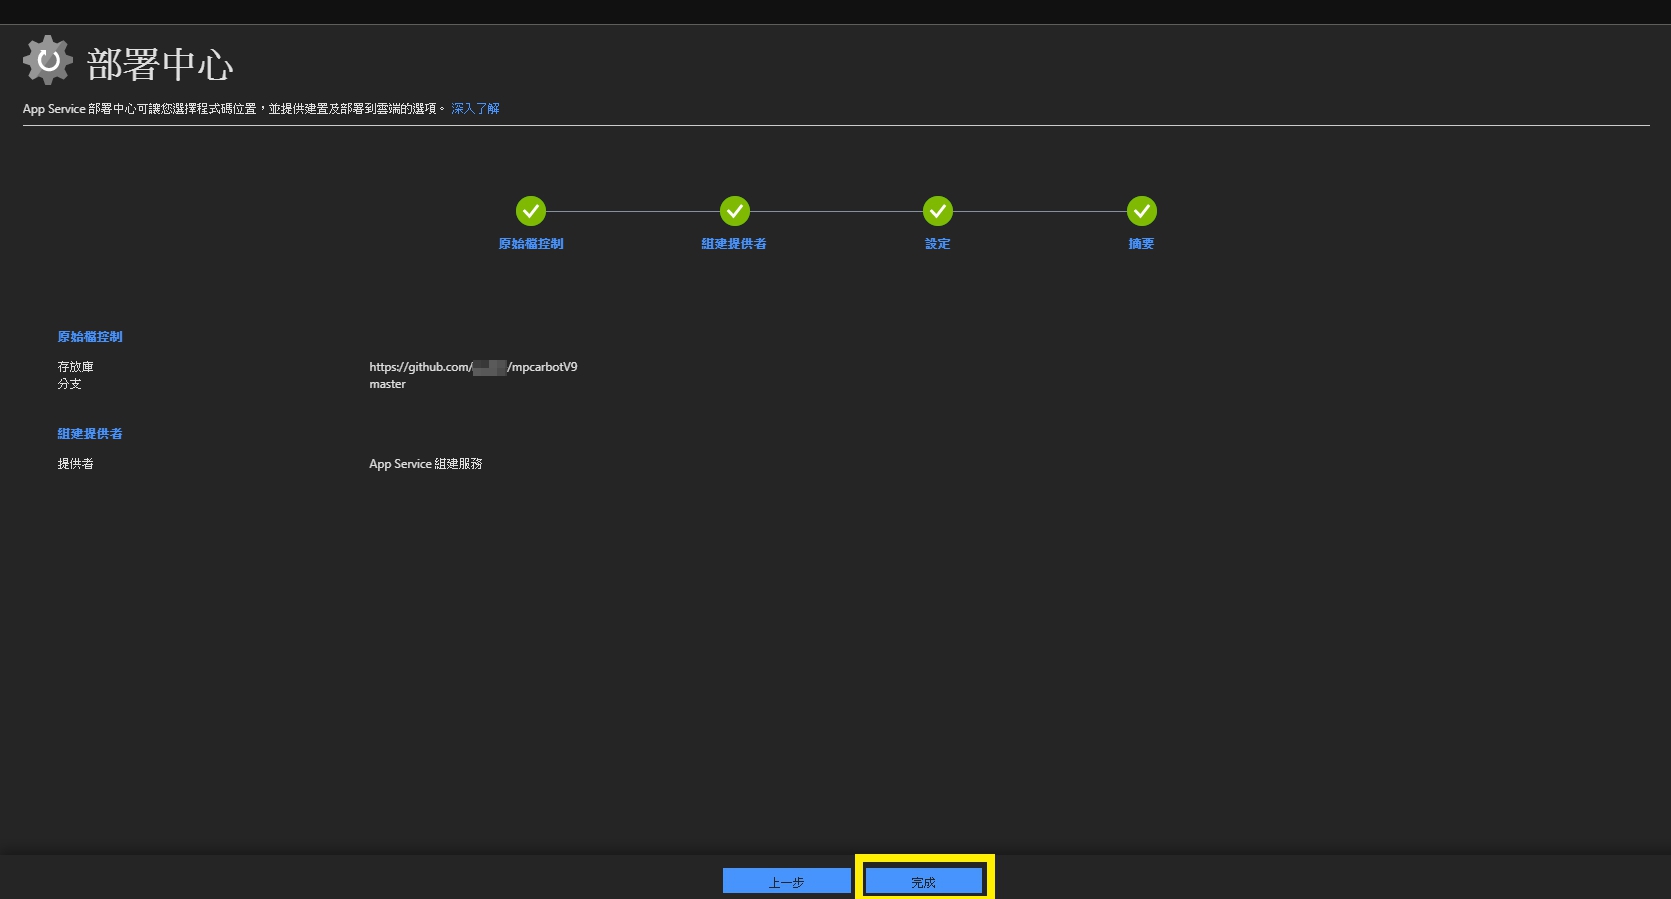 部署中心
App Service 部署中心可讓您選擇程式碼位置，並提供建置及部署到雲端的選項。 深入了解
原始檔控制 組建提供者 設定 摘要
原始檔控制
存放庫 https://github.com/ /mpcarbotV9
分支 master
組建提供者
提供者 App Service 組建服務
上一步 完成